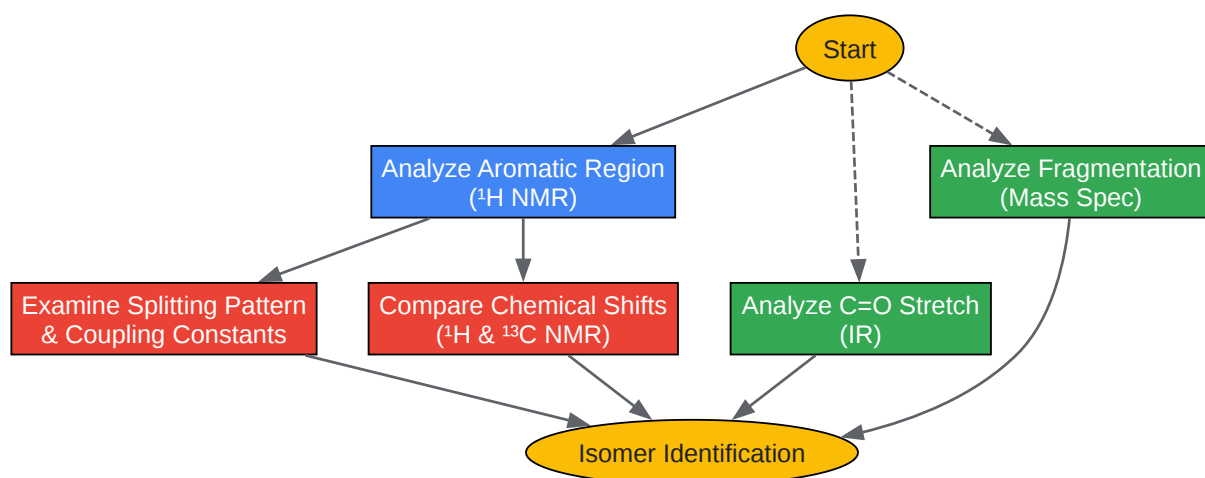 Start
Analyze Aromatic Region
(¹H NMR)
Analyze Fragmentation
(Mass Spec)
Examine Splitting Pattern
& Coupling Constants
Compare Chemical Shifts
(¹H & ¹³C NMR)
Analyze C=O Stretch
(IR)
Isomer Identification